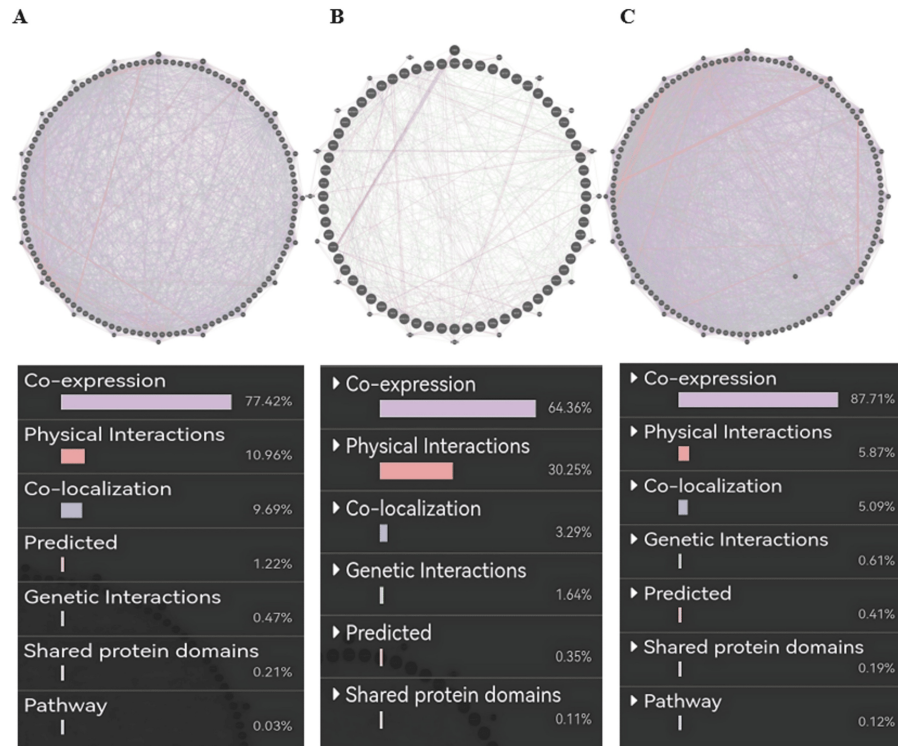 A
B
C
Co-expression
77.42%
Physical Interactions
10.96%
Co-localization
9.69%
Predicted
1.22%
Genetic Interactions
0.47%
Shared protein domains
0.21%
Pathway
0.03%
Co-expression
64.36%
Physical Interactions
30.25%
Co-localization
3.29%
Genetic Interactions
1.64%
Predicted
0.35%
Shared protein domains
0.11%
Co-expression
87.71%
Physical Interactions
5.87%
Co-localization
5.09%
Genetic Interactions
0.61%
Predicted
0.41%
Shared protein domains
0.19%
Pathway
0.12%